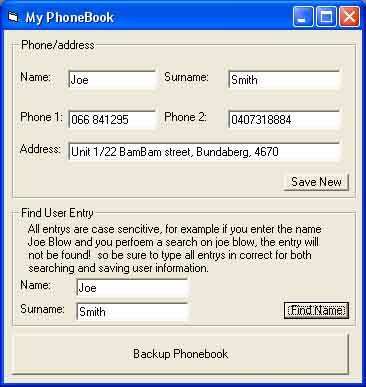 My PhoneBook
Phone/address
Name: Joe Surname: Smith
Phone 1: 066 841295 Phone 2: 0407318884
Address: Unit 1/22 BamBam street, Bundaberg, 4670
Save New
Find User Entry
All entrys are case sencitive, for example if you enter the name
Joe Blow and you perfoem a search on joe blow, the entry will
not be found!  so be sure to type all entrys in correct for both
searching and saving user information.
Name: Joe
Surname: Smith Find Name
Backup Phonebook